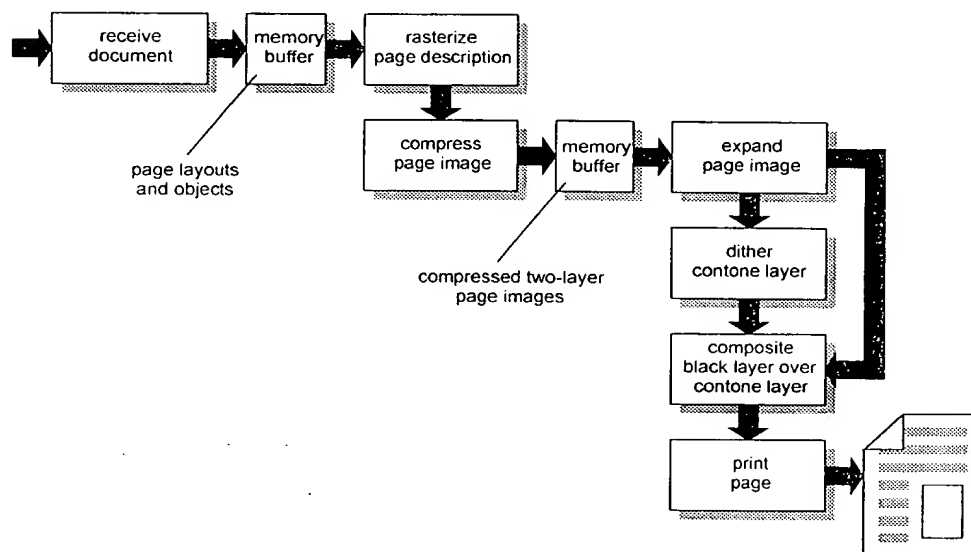 receive
document
memory
buffer
rasterize
page description
page layouts
and objects
compress
page image
memory
buffer
expand
page image
compressed two-layer
page images
dither
contone layer
composite
black layer over
contone layer
print
page